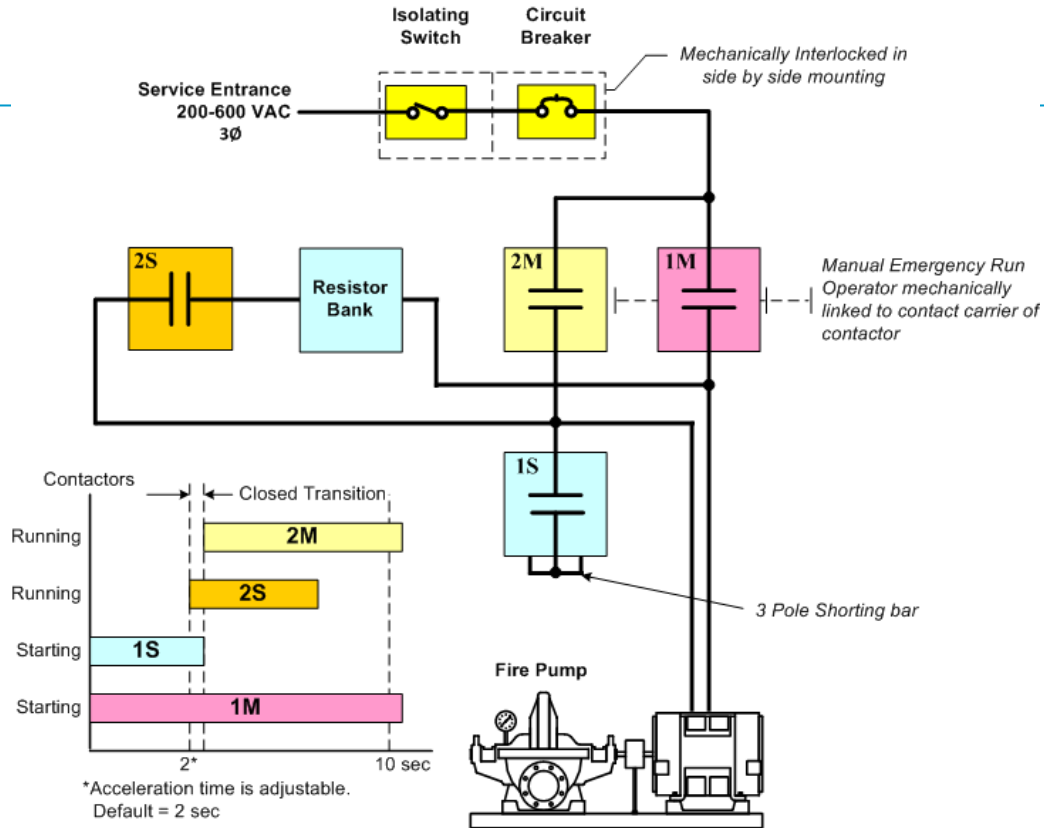 Isolating
Switch
Circuit
Breaker
Mechanically Interlocked in
side by side mounting
Service Entrance
200-600 VAC
3Ø
2S
Resistor
Bank
2M
1M
Manual Emergency Run
Operator mechanically
linked to contact carrier of
contactor
1S
3 Pole Shorting bar
Contactors
Closed Transition
Running
2M
Running
2S
Starting
1S
Starting
1M
2*
10 sec
*Acceleration time is adjustable.
Default = 2 sec
Fire Pump